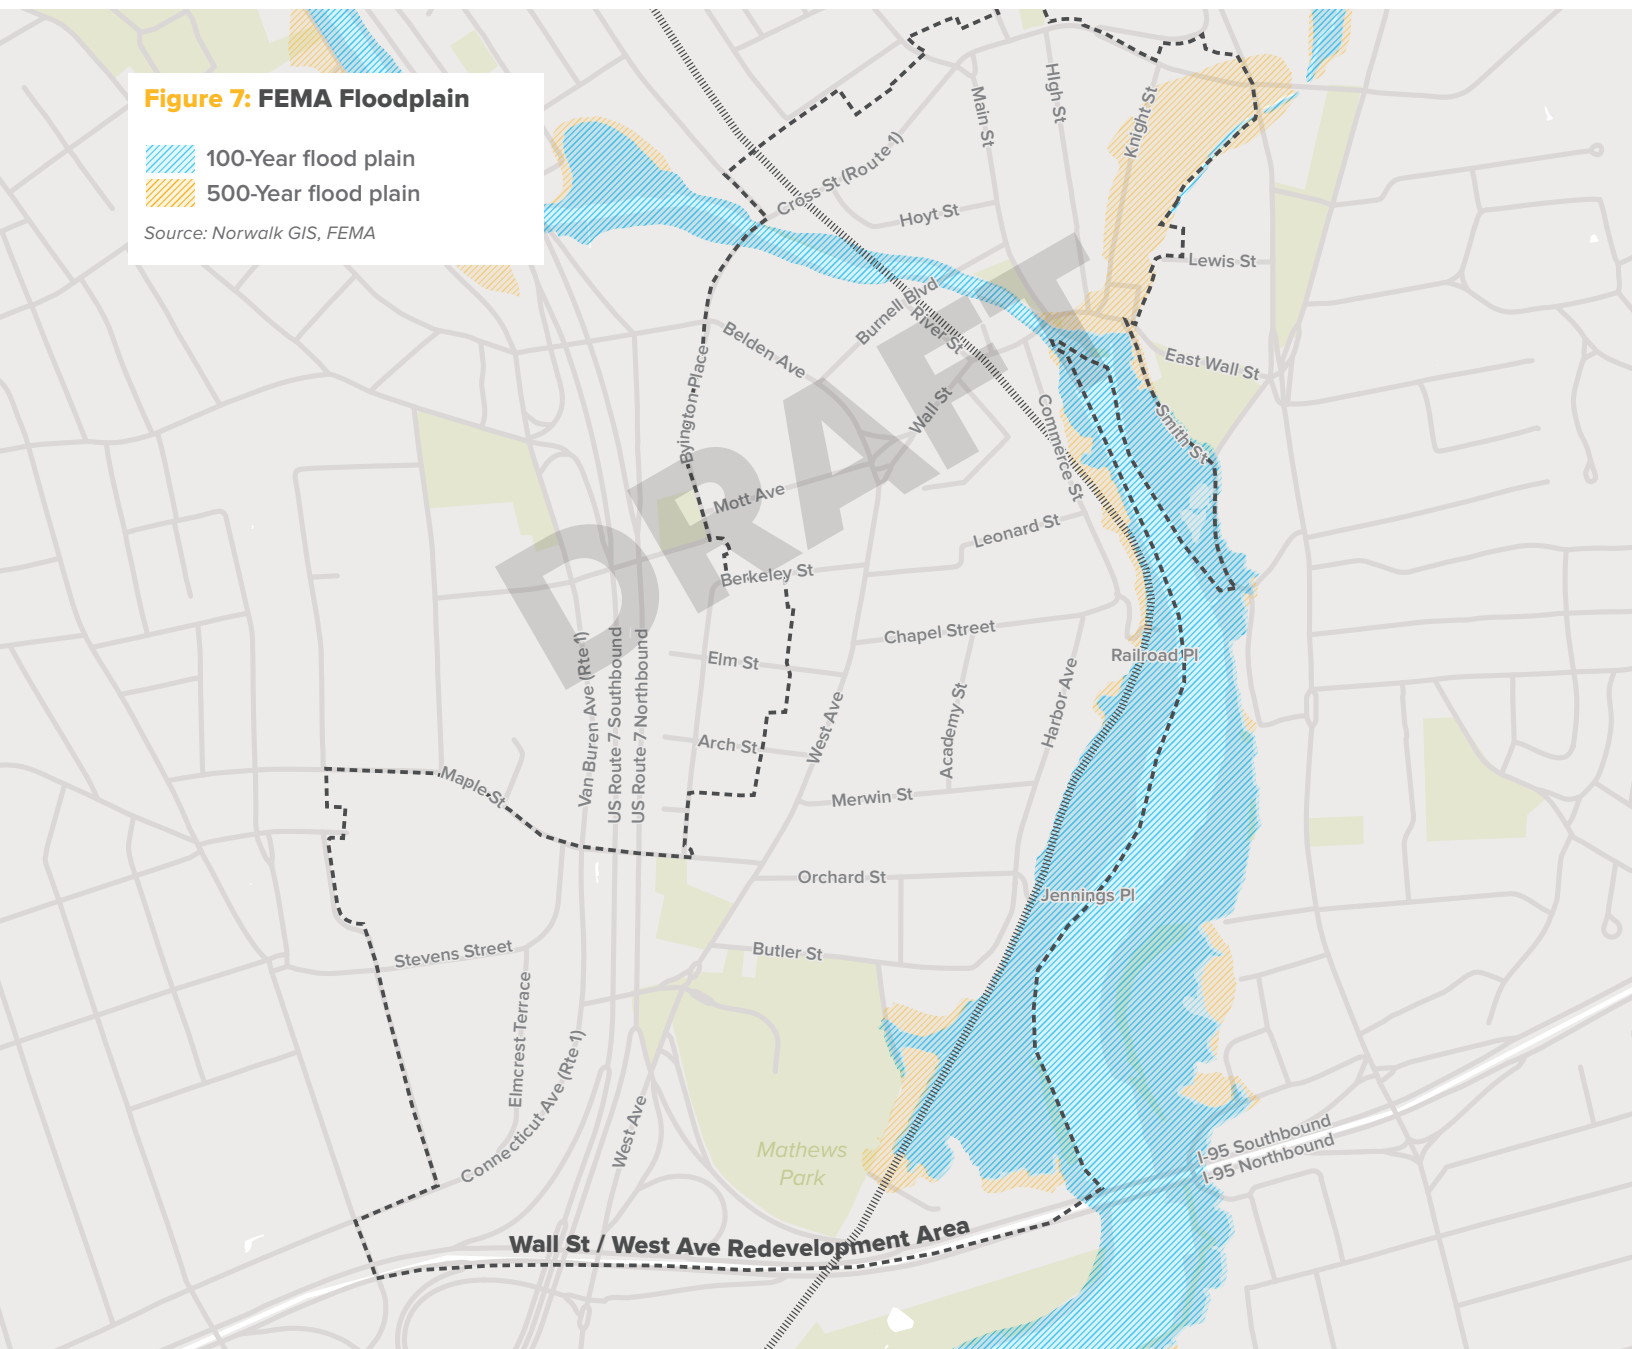 Figure 7: FEMA Floodplain
100-Year flood plain
500-Year flood plain
Source: Norwalk GIS, FEMA
Main St
HIgh St
Knight St
Cross St (Route 1)
Hoyt St
Lewis St
Burnell Blvd
River St
Belden Ave
East Wall St
Byington Place
Wall St
Commerce St
Smith St
DRAFT
Mott Ave
Leonard St
Berkeley St
Chapel Street
Railroad Pl
Elm St
Van Buren Ave (Rte 1)
US Route 7 Southbound
US Route 7 Northbound
West Ave
Academy St
Harbor Ave
Arch St
Maple St
Merwin St
Orchard St
Jennings Pl
Stevens Street
Butler St
Elmcrest Terrace
Connecticut Ave (Rte 1)
West Ave
Mathews
Park
I-95 Southbound
I-95 Northbound
Wall St / West Ave Redevelopment Area